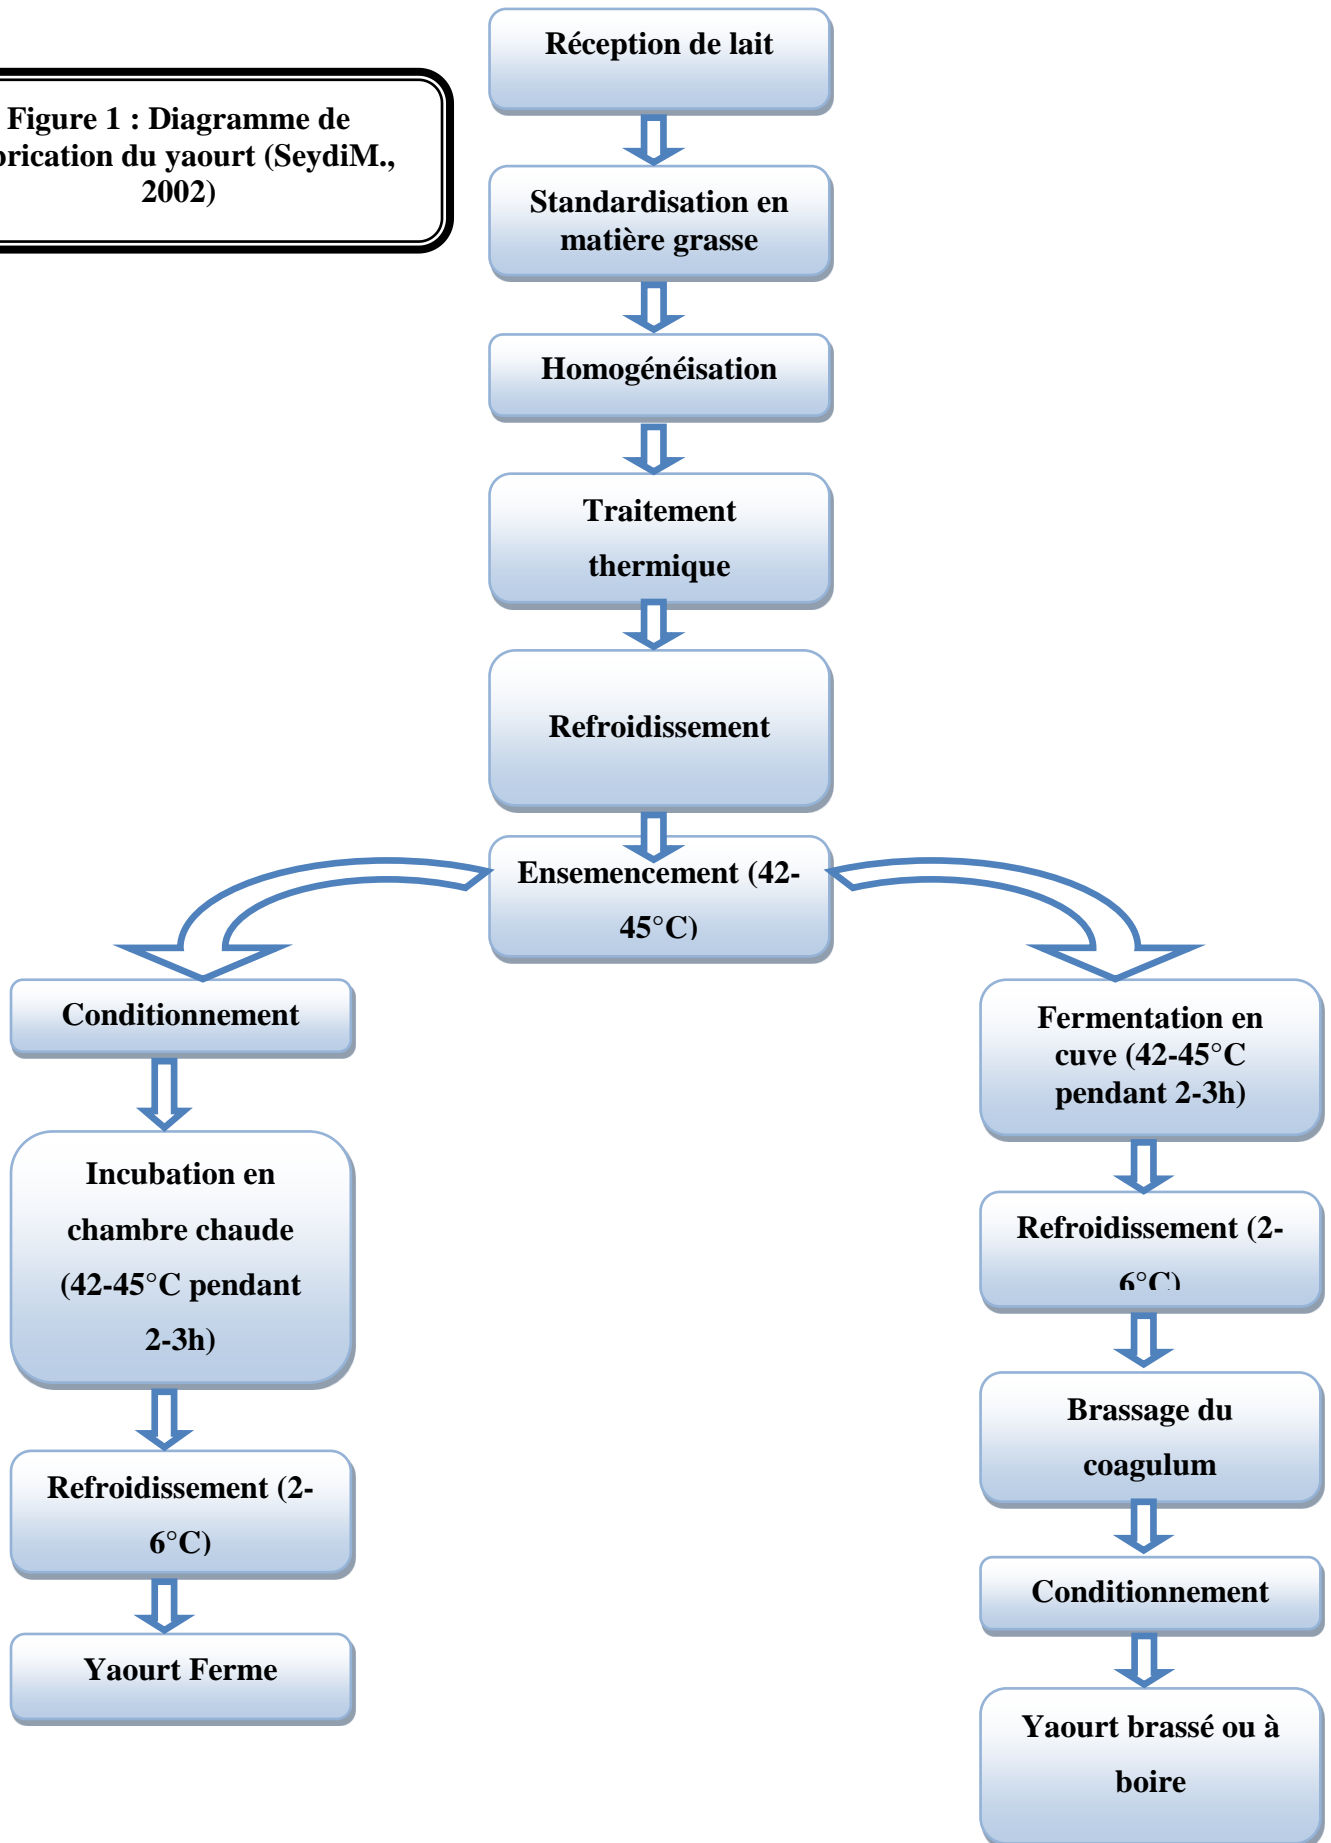 Réception de lait
Figure 1 : Diagramme de
brication du yaourt (SeydiM.,
2002)
Standardisation en
matière grasse
Homogénéisation
Traitement
thermique
Refroidissement
Ensemencement (42-
45°C)
Conditionnement
Incubation en
chambre chaude
(42-45°C pendant
2-3h)
Refroidissement (2-
6°C)
Yaourt Ferme
Fermentation en
cuve (42-45°C
pendant 2-3h)
Refroidissement (2-
6°C)
Brassage du
coagulum
Conditionnement
Yaourt brassé ou à
boire